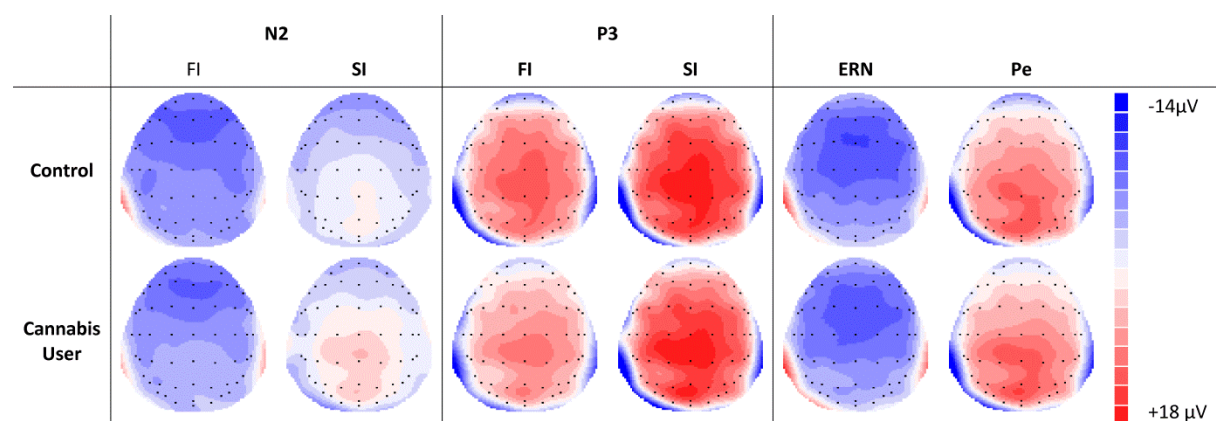 N2 P3
FI SI FI SI ERN Pe
-14µV
Control
Cannabis
User
+18 µV